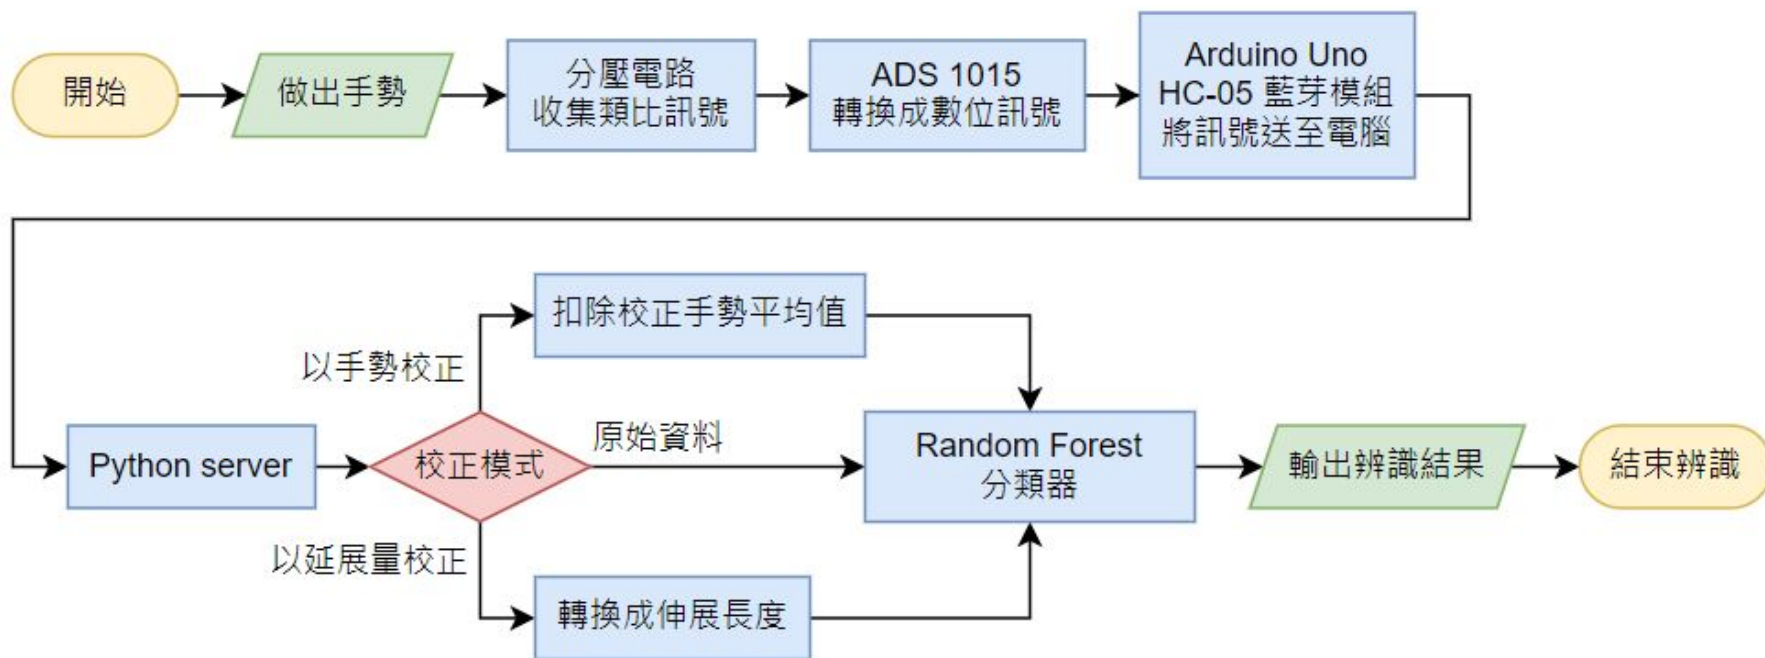 開始
做出手勢
分壓電路
收集類比訊號
ADS 1015
轉換成數位訊號
Arduino Uno
HC-05 藍芽模組
將訊號送至電腦
Python server
校正模式
以手勢校正
扣除校正手勢平均值
原始資料
以延展量校正
轉換成伸展長度
Random Forest
分類器
輸出辨識結果
結束辨識